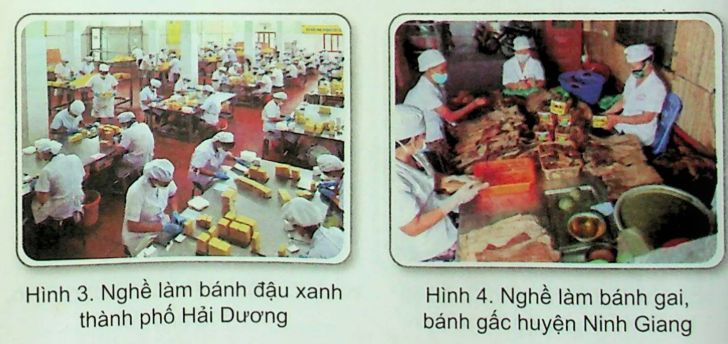 Hình 3. Nghề làm bánh đậu xanh
thành phố Hải Dương
Hình 4. Nghề làm bánh gai,
bánh gấc huyện Ninh Giang